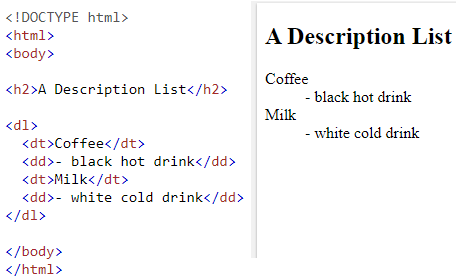 <!DOCTYPE html>
<html>
<body>
<h2>A Description List</h2>
<dl>
  <dt>Coffee</dt>
  <dd>- black hot drink</dd>
  <dt>Milk</dt>
  <dd>- white cold drink</dd>
</dl>
</body>
</html>
A Description List
Coffee
- black hot drink
Milk
- white cold drink